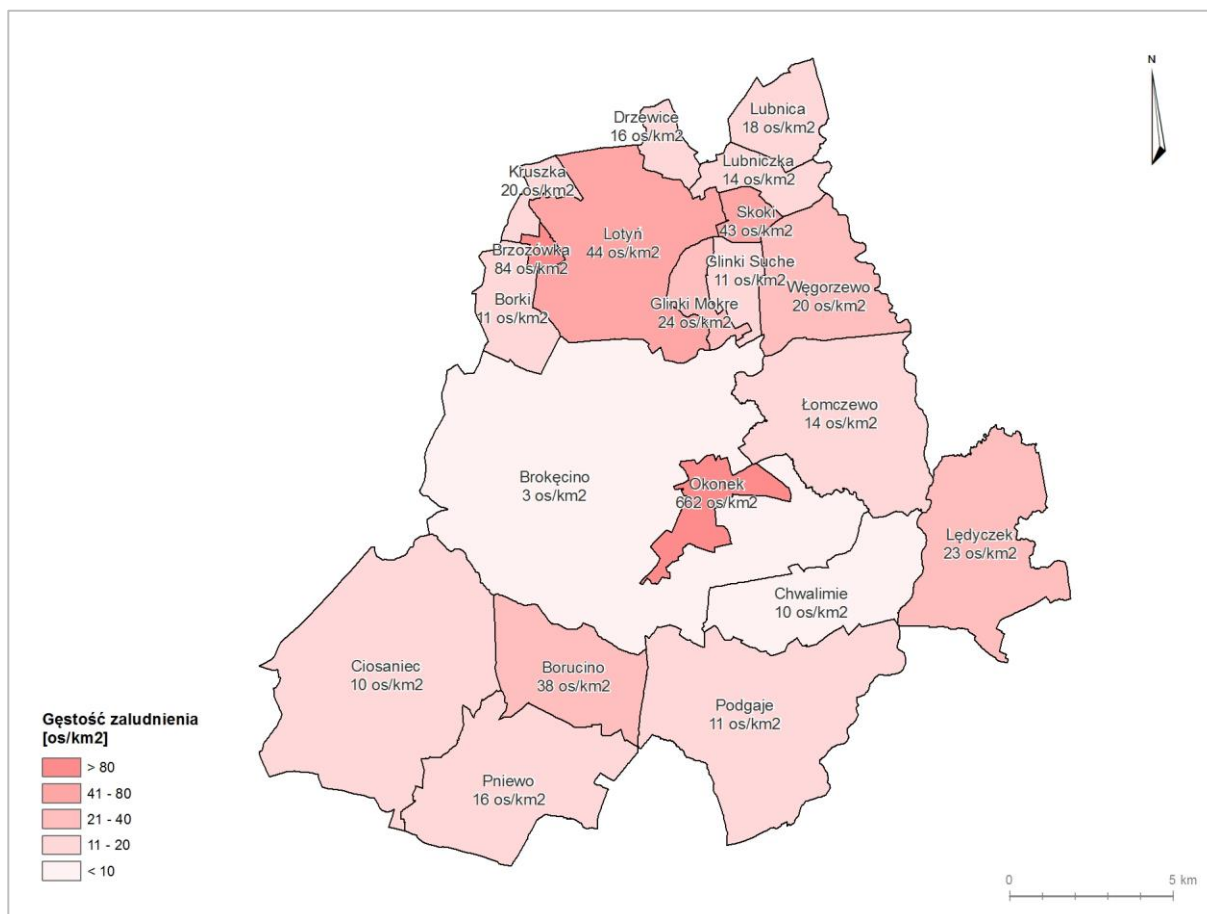 N
Lubnica
18 os/km2
Drzewice
16 os/km2
Lubniczka
14 os/km2
Kruszka
20 os/km2
Skoki
43 os/km2
Lotyń
44 os/km2
Brzozówka
84 os/km2
Glinki Suche
11 os/km2
Węgorzewo
20 os/km2
Borki
11 os/km2
Glinki Mokre
24 os/km2
Łomczewo
14 os/km2
Brokęcino
3 os/km2
Okonek
662 os/km2
Lędyczek
23 os/km2
Chwalimie
10 os/km2
Ciosaniec
10 os/km2
Borucino
38 os/km2
Podgaje
11 os/km2
Pniewo
16 os/km2
Gęstość zaludnienia
[os/km2]
> 80
41 - 80
21 - 40
11 - 20
< 10
0 5 km